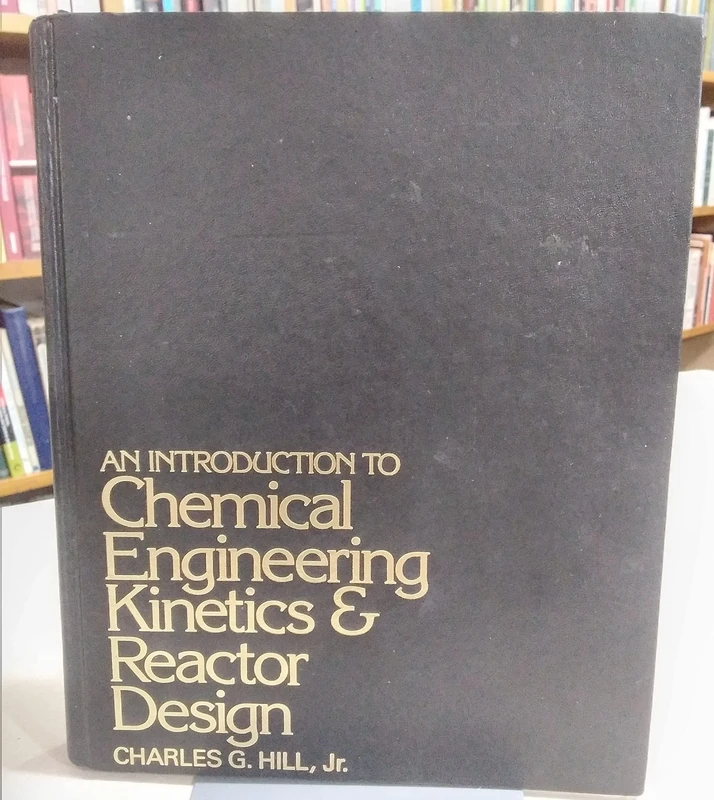 AN INTRODUCTION TO
Chemical
Engineering
Kinetics &
Reactor
Design
CHARLES G. HILL, Jr.